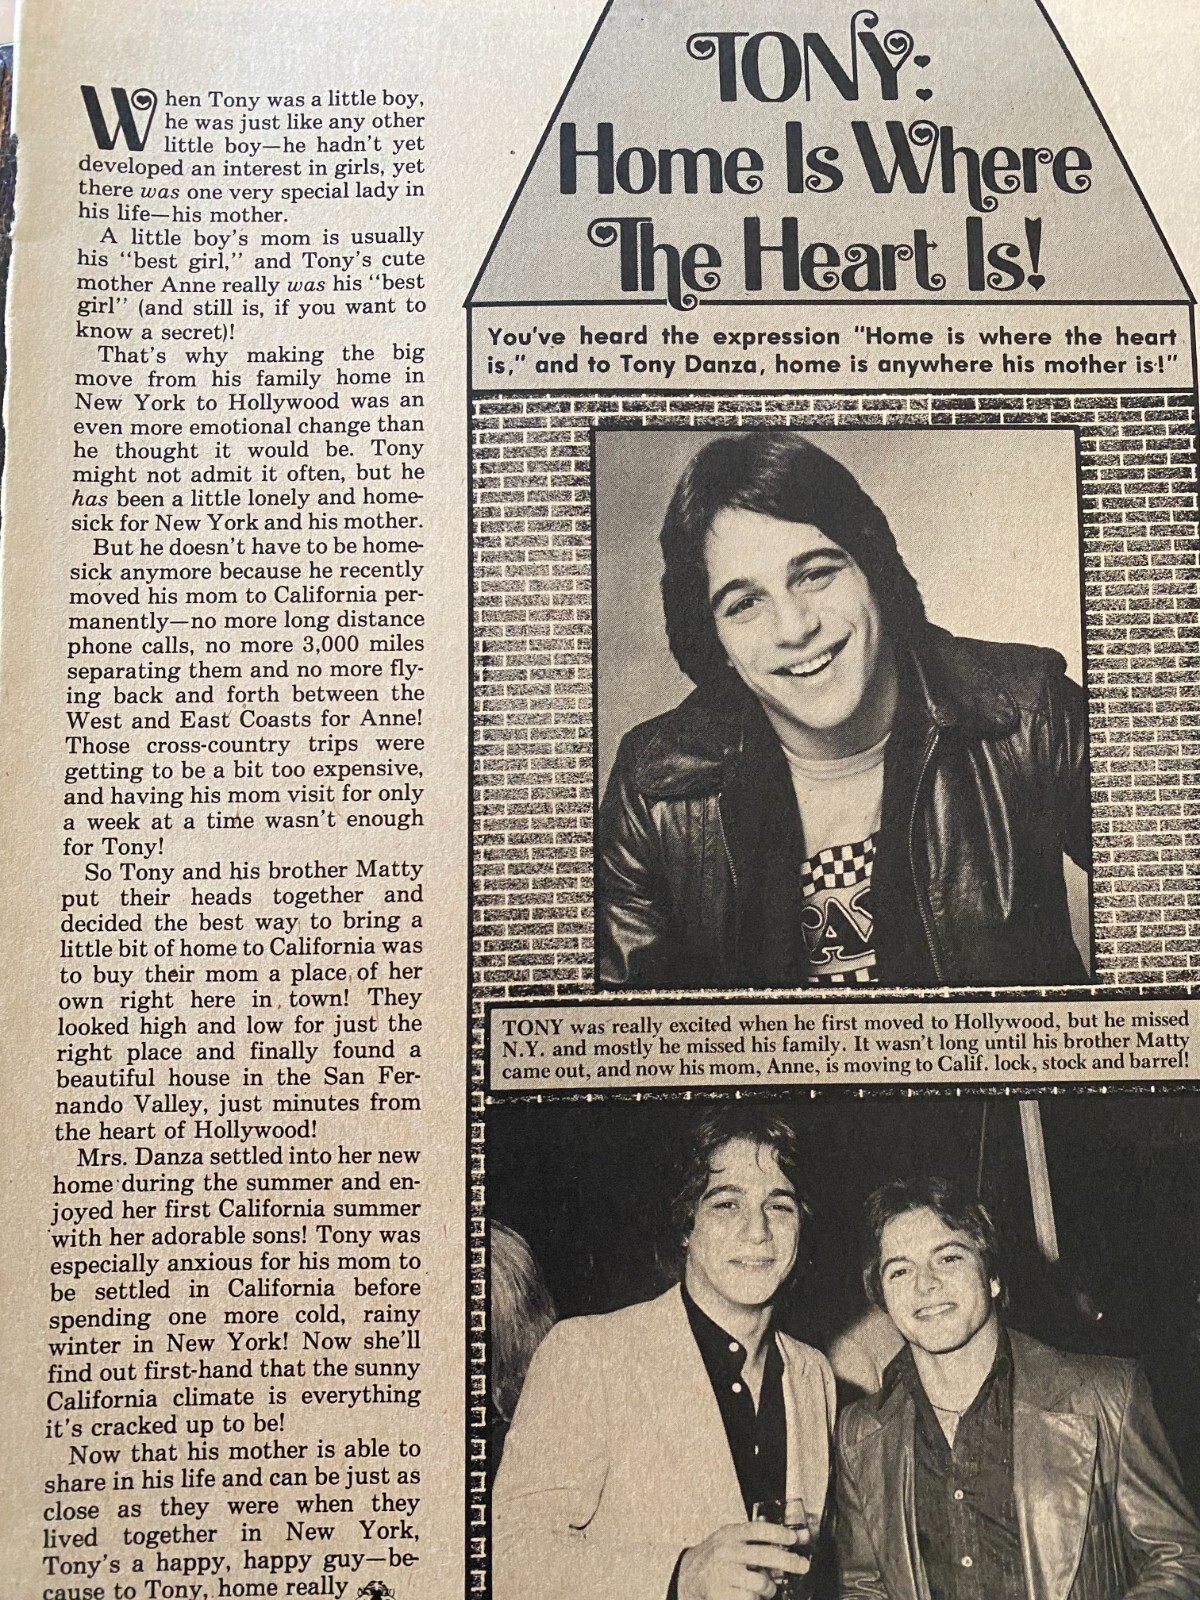 When Tony was a little boy,
he was just like any other
little boy—he hadn't yet
developed an interest in girls, yet
there was one very special lady in
his life—his mother.
A little boy's mom is usually
his "best girl," and Tony's cute
mother Anne really was his "best
girl" (and still is, if you want to
know a secret)!
That's why making the big
move from his family home in
New York to Hollywood was an
even more emotional change than
he thought it would be. Tony
might not admit it often, but he
has been a little lonely and home-
sick for New York and his mother.
But he doesn't have to be home-
sick anymore because he recently
moved his mom to California per-
manently—no more long distance
phone calls, no more 3,000 miles
separating them and no more fly-
ing back and forth between the
West and East Coasts for Anne!
Those cross-country trips were
getting to be a bit too expensive,
and having his mom visit for only
a week at a time wasn't enough
for Tony!
So Tony and his brother Matty
put their heads together and
decided the best way to bring a
little bit of home to California was
to buy their mom a place of her
own right here in town! They
looked high and low for just the
right place and finally found a
beautiful house in the San Fer-
nando Valley, just minutes from
the heart of Hollywood!
Mrs. Danza settled into her new
home during the summer and en-
joyed her first California summer
with her adorable sons! Tony was
especially anxious for his mom to
be settled in California before
spending one more cold, rainy
winter in New York! Now she'll
find out first-hand that the sunny
California climate is everything
it's cracked up to be!
Now that his mother is able to
share in his life and can be just as
close as they were when they
lived together in New York,
Tony's a happy, happy guy—be-
cause to Tony, home really
TONY:
Home Is Where
The Heart Is!
You've heard the expression "Home is where the heart
is," and to Tony Danza, home is anywhere his mother is!"
TONY was really excited when he first moved to Hollywood, but he missed
N.Y. and mostly he missed his family. It wasn't long until his brother Matty
came out, and now his mom, Anne, is moving to Calif. lock, stock and barrel!